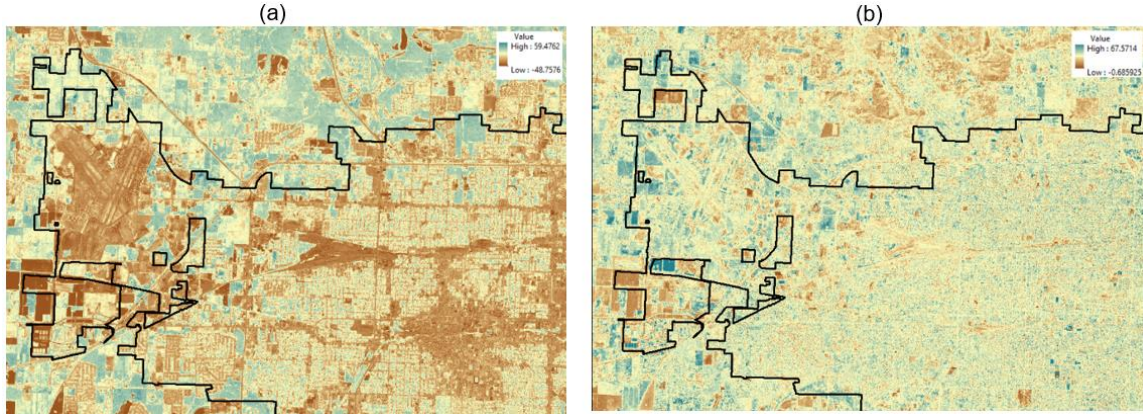 (a)
(b)
Value
High : 59.4762
Low : -48.7576
Value
High : 67.5714
Low : -0.685925